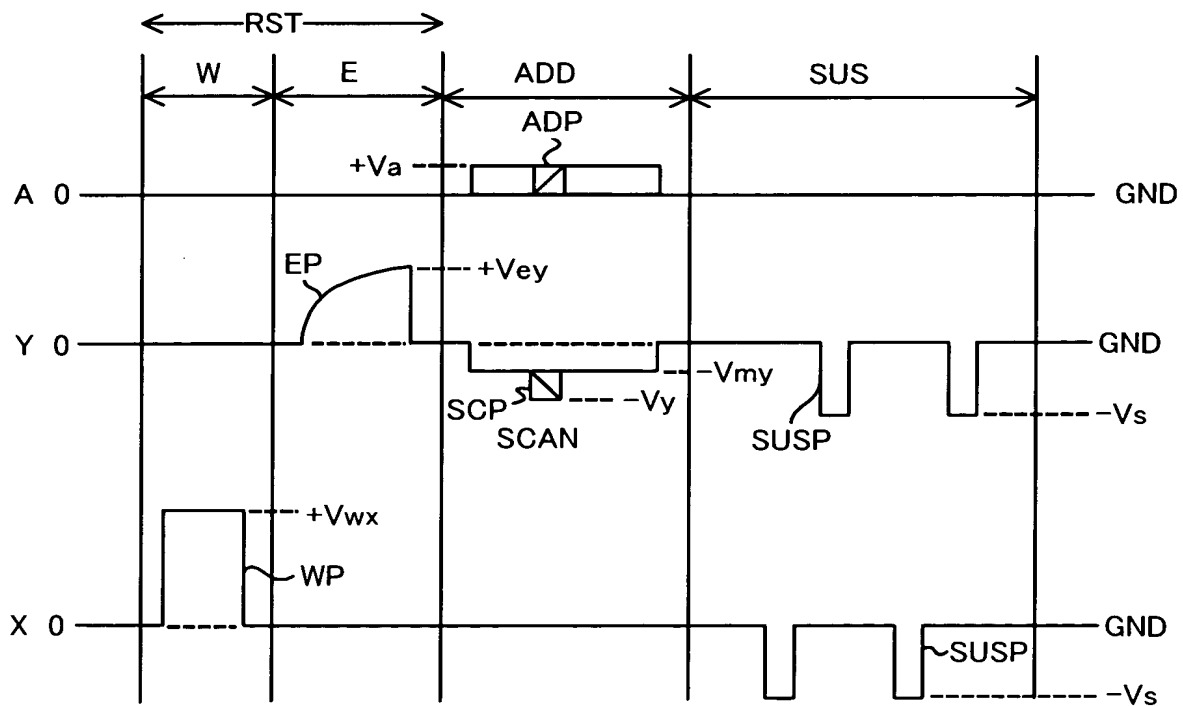 RST
W E ADD SUS
ADP
+Va
A 0 GND
EP +Vey
Y 0 GND
-Vmy
SCP -Vy
SCAN SUSP -Vs
+Vwx
WP
X 0 GND
SUSP
-Vs